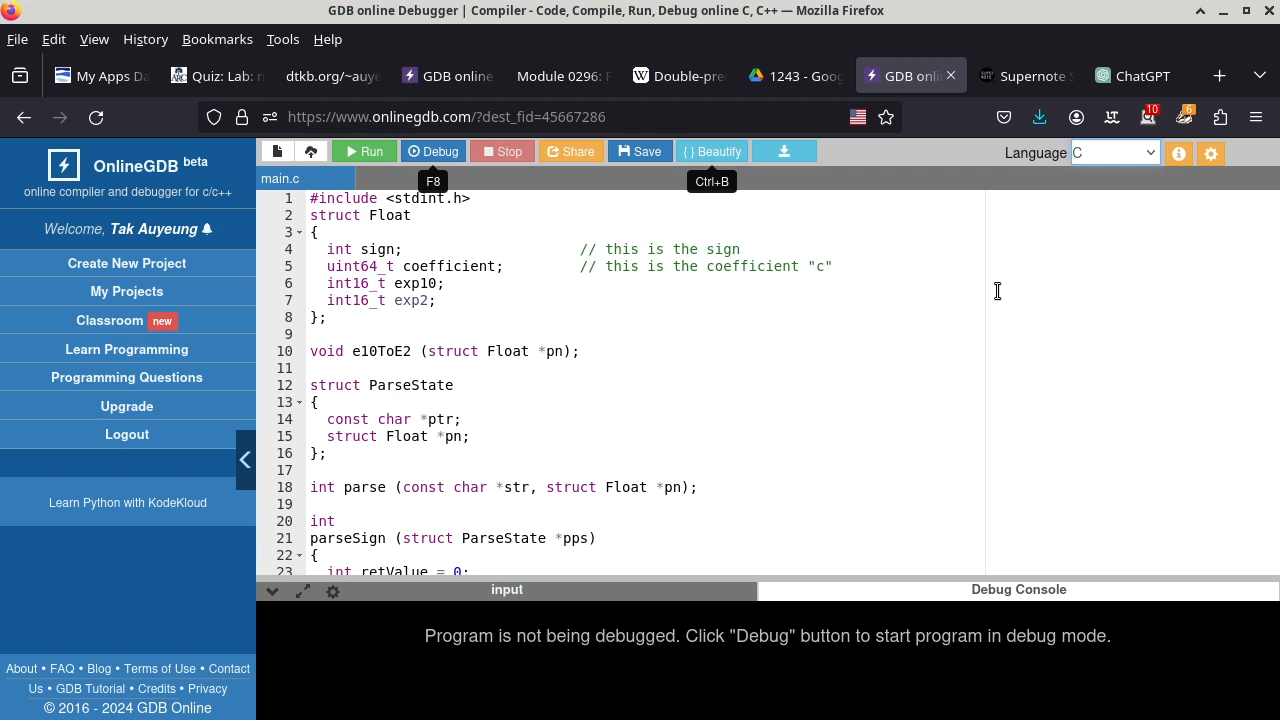 GDB online Debugger | Compiler - Code, Compile, Run, Debug online C, C++ — Mozilla Firefox
File Edit View History Bookmarks Tools Help
My Apps Da Quiz: Lab: n dtkb.org/~auye GDB online Module 0296: F Double-pre 1243 - Goog GDB onli Supernote S ChatGPT
https://www.onlinegdb.com/?dest_fid=45667286 10 6
OnlineGDB beta
online compiler and debugger for c/c++
Welcome, Tak Auyeung
Create New Project
My Projects
Classroom new
Learn Programming
Programming Questions
Upgrade
Logout
Learn Python with KodeKloud
About • FAQ • Blog • Terms of Use • Contact
Us • GDB Tutorial • Credits • Privacy
© 2016 - 2024 GDB Online
Run Debug Stop Share Save { } Beautify Language C
F8 Ctrl+B
main.c
1 #include <stdint.h>
2 struct Float
3 {
4 int sign; // this is the sign
5 uint64_t coefficient; // this is the coefficient "c"
6 int16_t exp10;
7 int16_t exp2;
8 };
9
10 void e10ToE2 (struct Float *pn);
11
12 struct ParseState
13 {
14 const char *ptr;
15 struct Float *pn;
16 };
17
18 int parse (const char *str, struct Float *pn);
19
20 int
21 parseSign (struct ParseState *pps)
22 {
23 int retValue = 0;
input Debug Console
Program is not being debugged. Click "Debug" button to start program in debug mode.